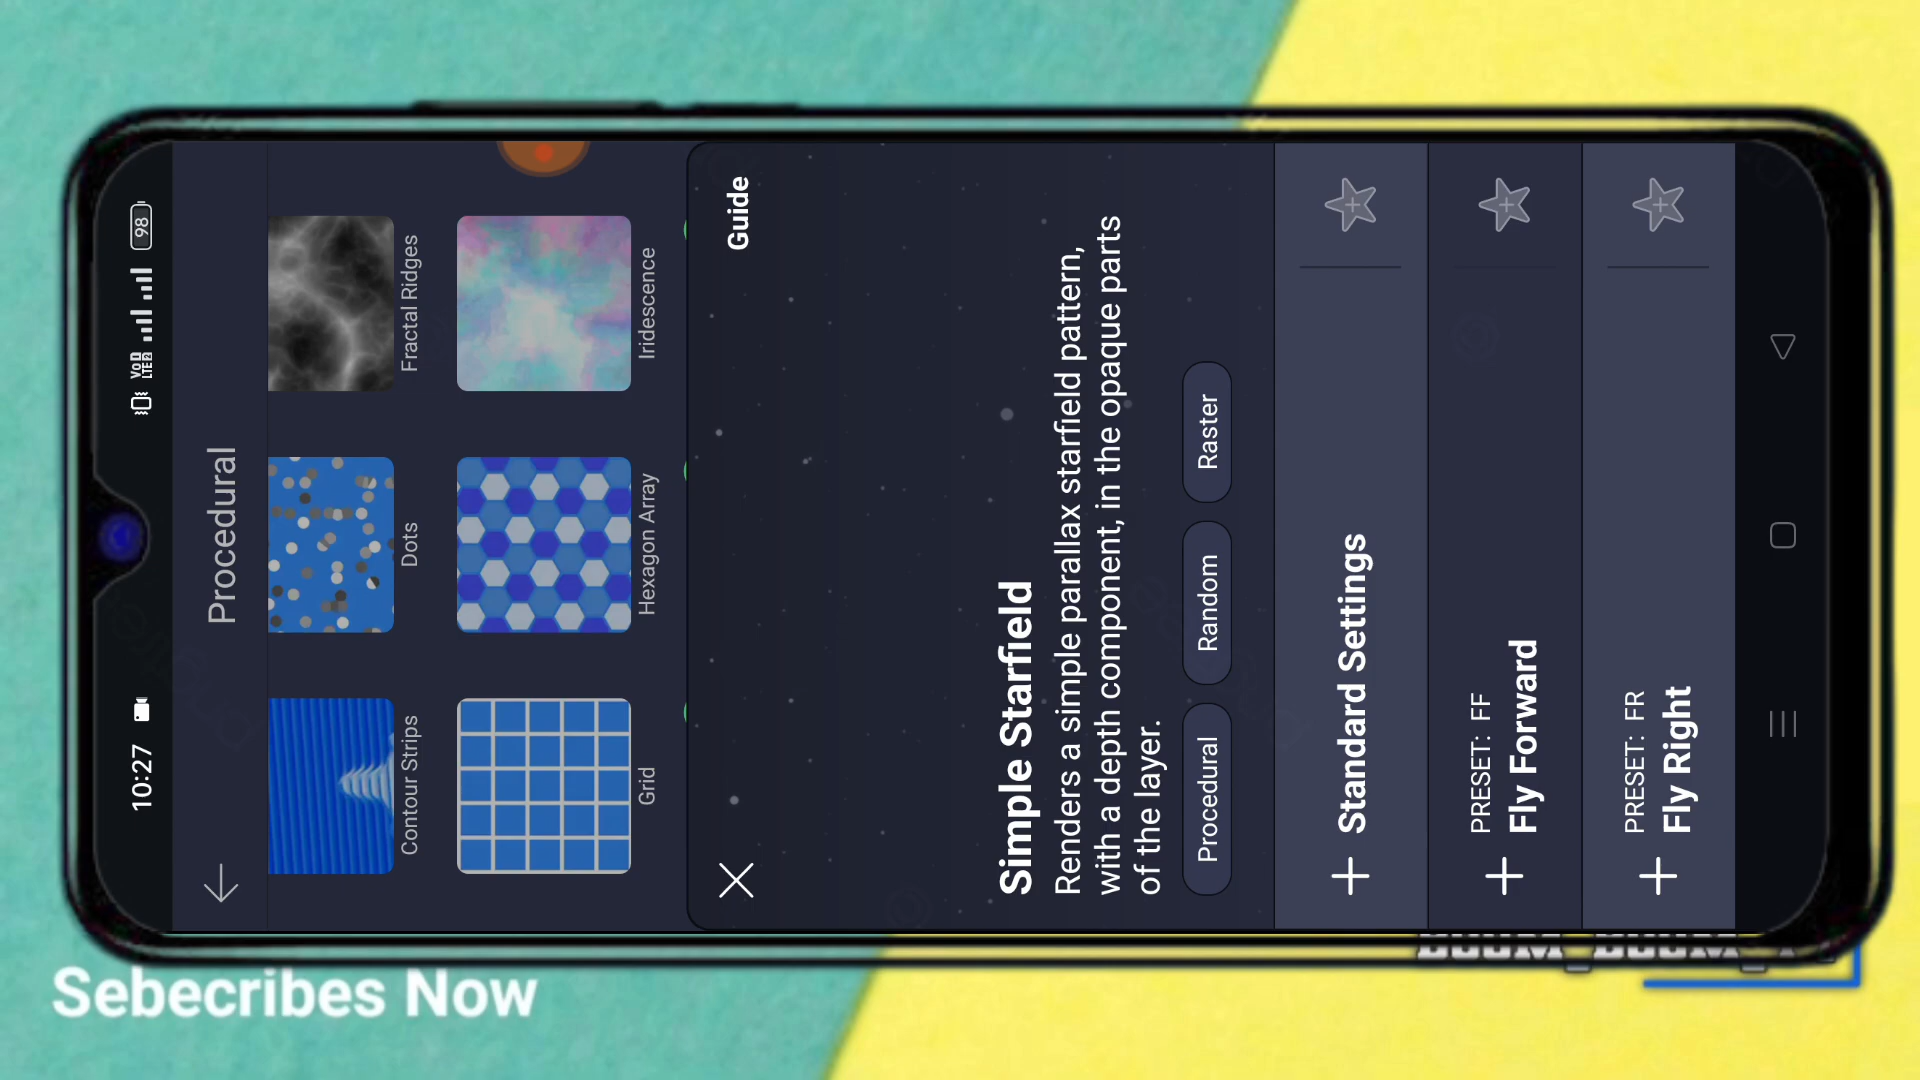 10:27
VoD
LTE2
98
Procedural
Contour Strips
Dots
Fractal Ridges
Grid
Hexagon Array
Iridescence
Guide
Simple Starfield
Renders a simple parallax starfield pattern,
with a depth component, in the opaque parts
of the layer.
Procedural
Random
Raster
Standard Settings
PRESET: FF
Fly Forward
PRESET: FR
Fly Right
Sebecribes Now